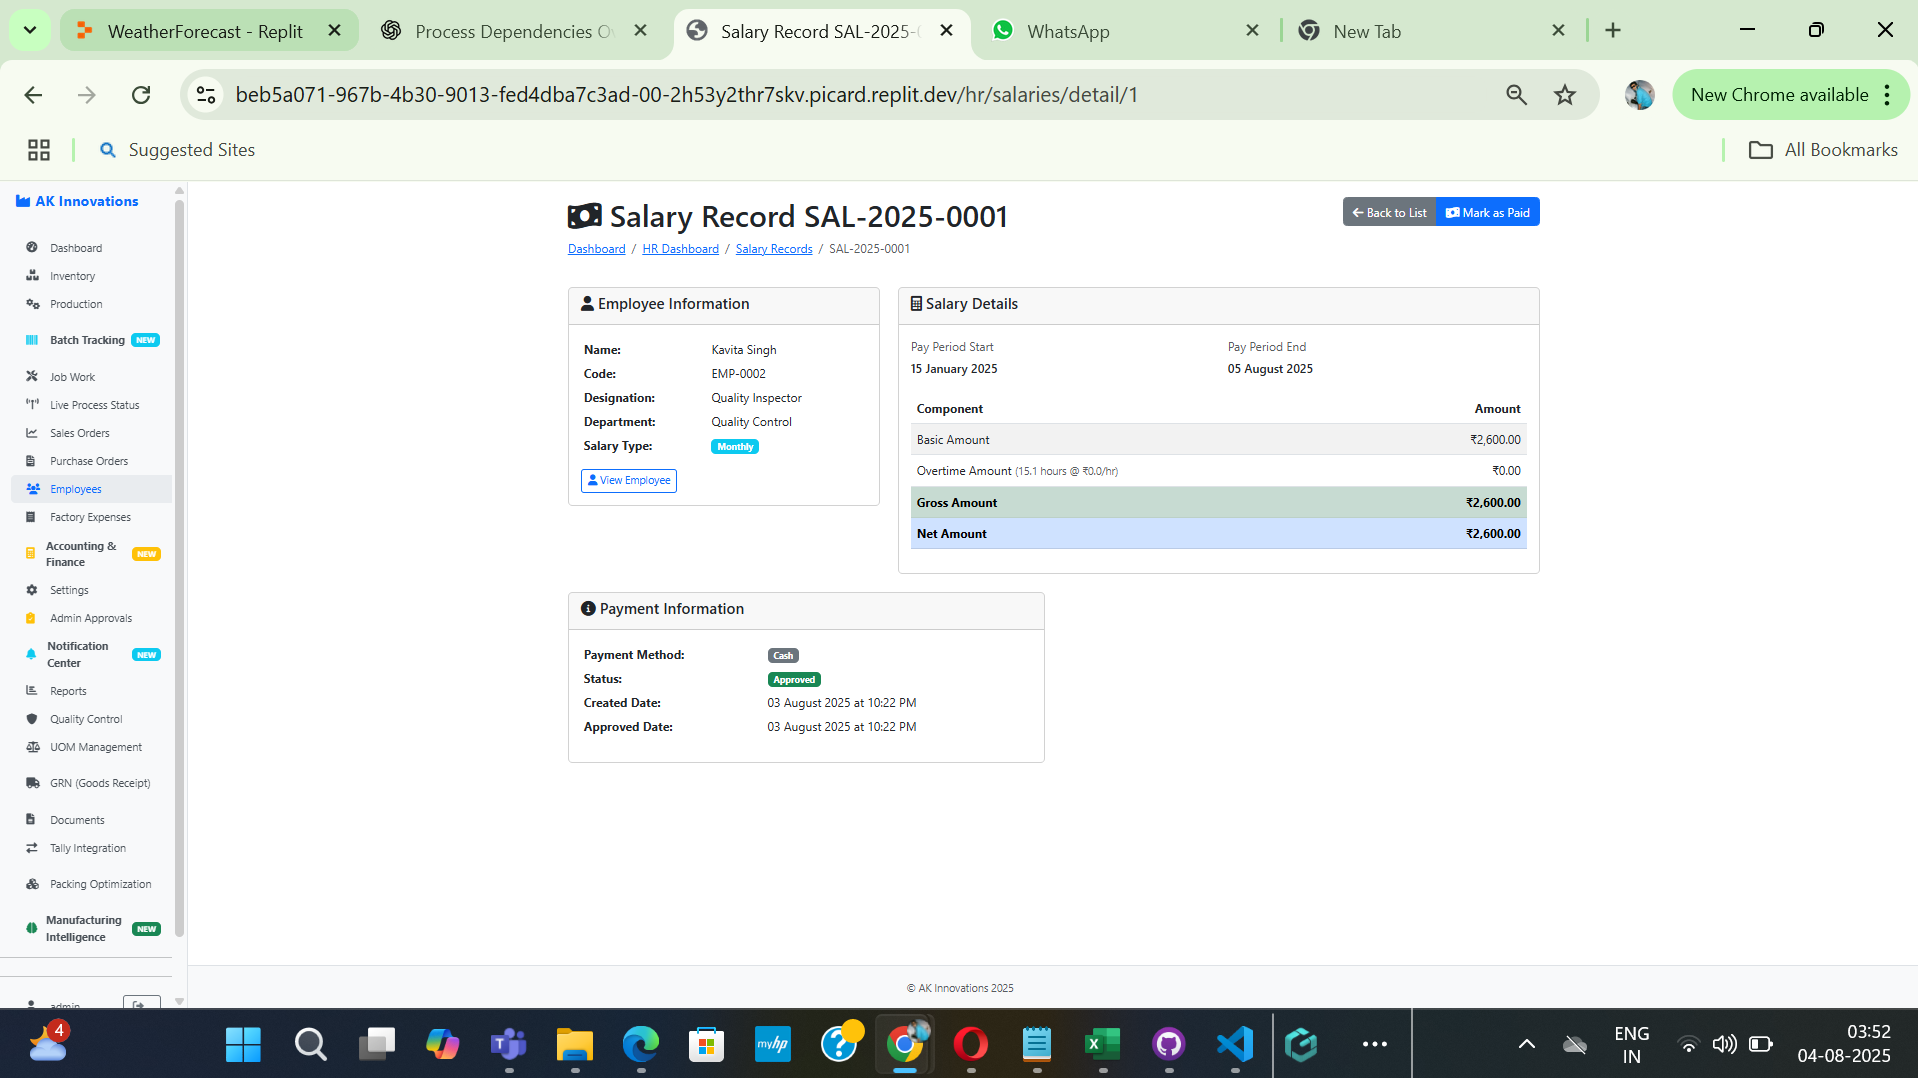 WeatherForecast - Replit
Process Dependencies Ov
Salary Record SAL-2025-0
WhatsApp
New Tab
beb5a071-967b-4b30-9013-fed4dba7c3ad-00-2h53y2thr7skv.picard.replit.dev/hr/salaries/detail/1
New Chrome available
Suggested Sites
All Bookmarks
AK Innovations
Dashboard
Inventory
Production
Batch Tracking NEW
Job Work
Live Process Status
Sales Orders
Purchase Orders
Employees
Factory Expenses
Accounting &
Finance NEW
Settings
Admin Approvals
Notification
Center NEW
Reports
Quality Control
UOM Management
GRN (Goods Receipt)
Documents
Tally Integration
Packing Optimization
Manufacturing
Intelligence NEW
admin
Salary Record SAL-2025-0001
Back to List
Mark as Paid
Dashboard / HR Dashboard / Salary Records / SAL-2025-0001
Employee Information
Name: Kavita Singh
Code: EMP-0002
Designation: Quality Inspector
Department: Quality Control
Salary Type: Monthly
View Employee
Salary Details
Pay Period Start
15 January 2025
Pay Period End
05 August 2025
Component Amount
Basic Amount ₹2,600.00
Overtime Amount (15.1 hours @ ₹0.0/hr) ₹0.00
Gross Amount ₹2,600.00
Net Amount ₹2,600.00
Payment Information
Payment Method: Cash
Status: Approved
Created Date: 03 August 2025 at 10:22 PM
Approved Date: 03 August 2025 at 10:22 PM
© AK Innovations 2025
4
myhp
ENG
IN
03:52
04-08-2025